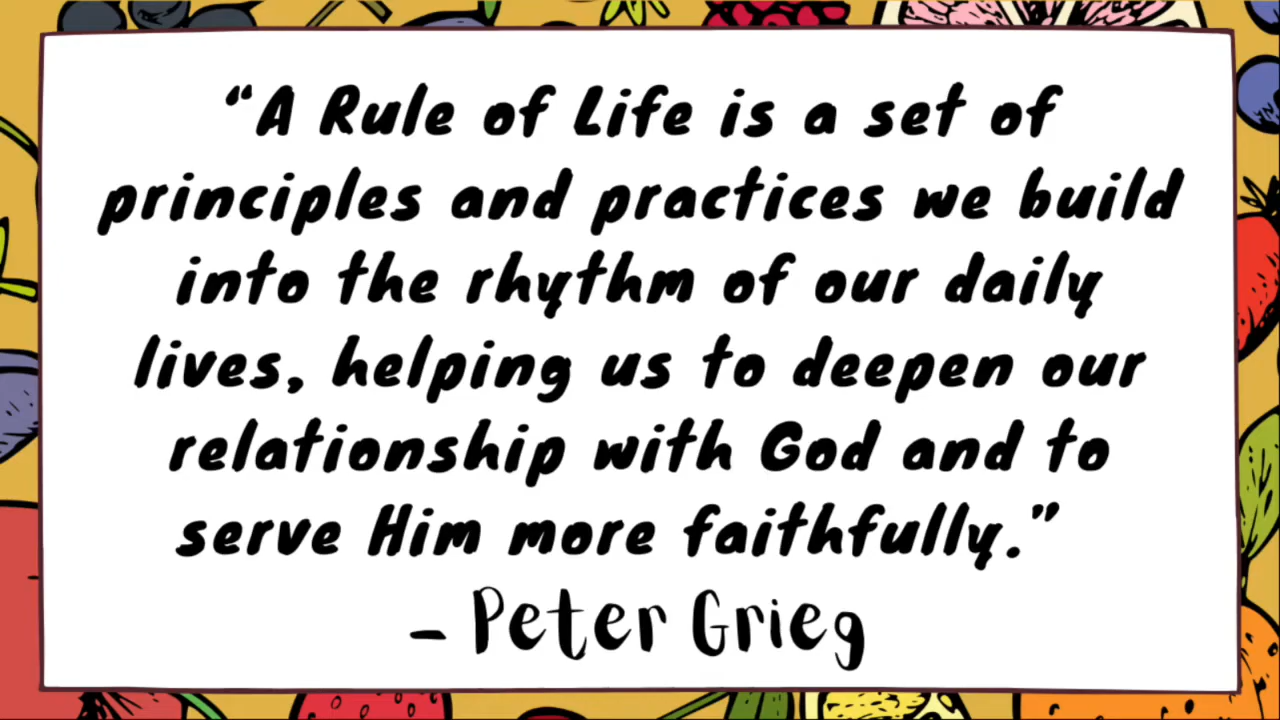 “A Rule of Life is a set of
principles and practices we build
into the rhythm of our daily
lives, helping us to deepen our
relationship with God and to
serve Him more faithfully.”
- Peter Grieg